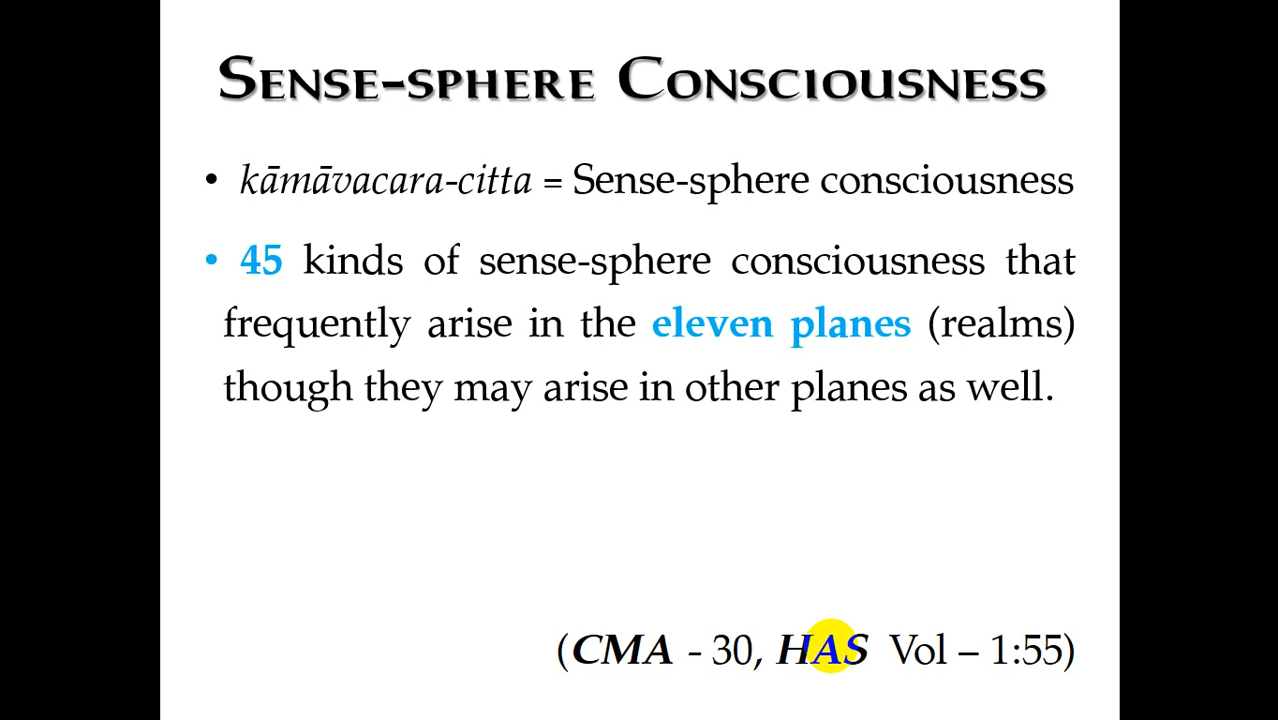 SENSE-SPHERE CONSCIOUSNESS
• kāmāvacara-citta = Sense-sphere consciousness
• 45 kinds of sense-sphere consciousness that
frequently arise in the eleven planes (realms)
though they may arise in other planes as well.
(CMA - 30, HAS Vol – 1:55)